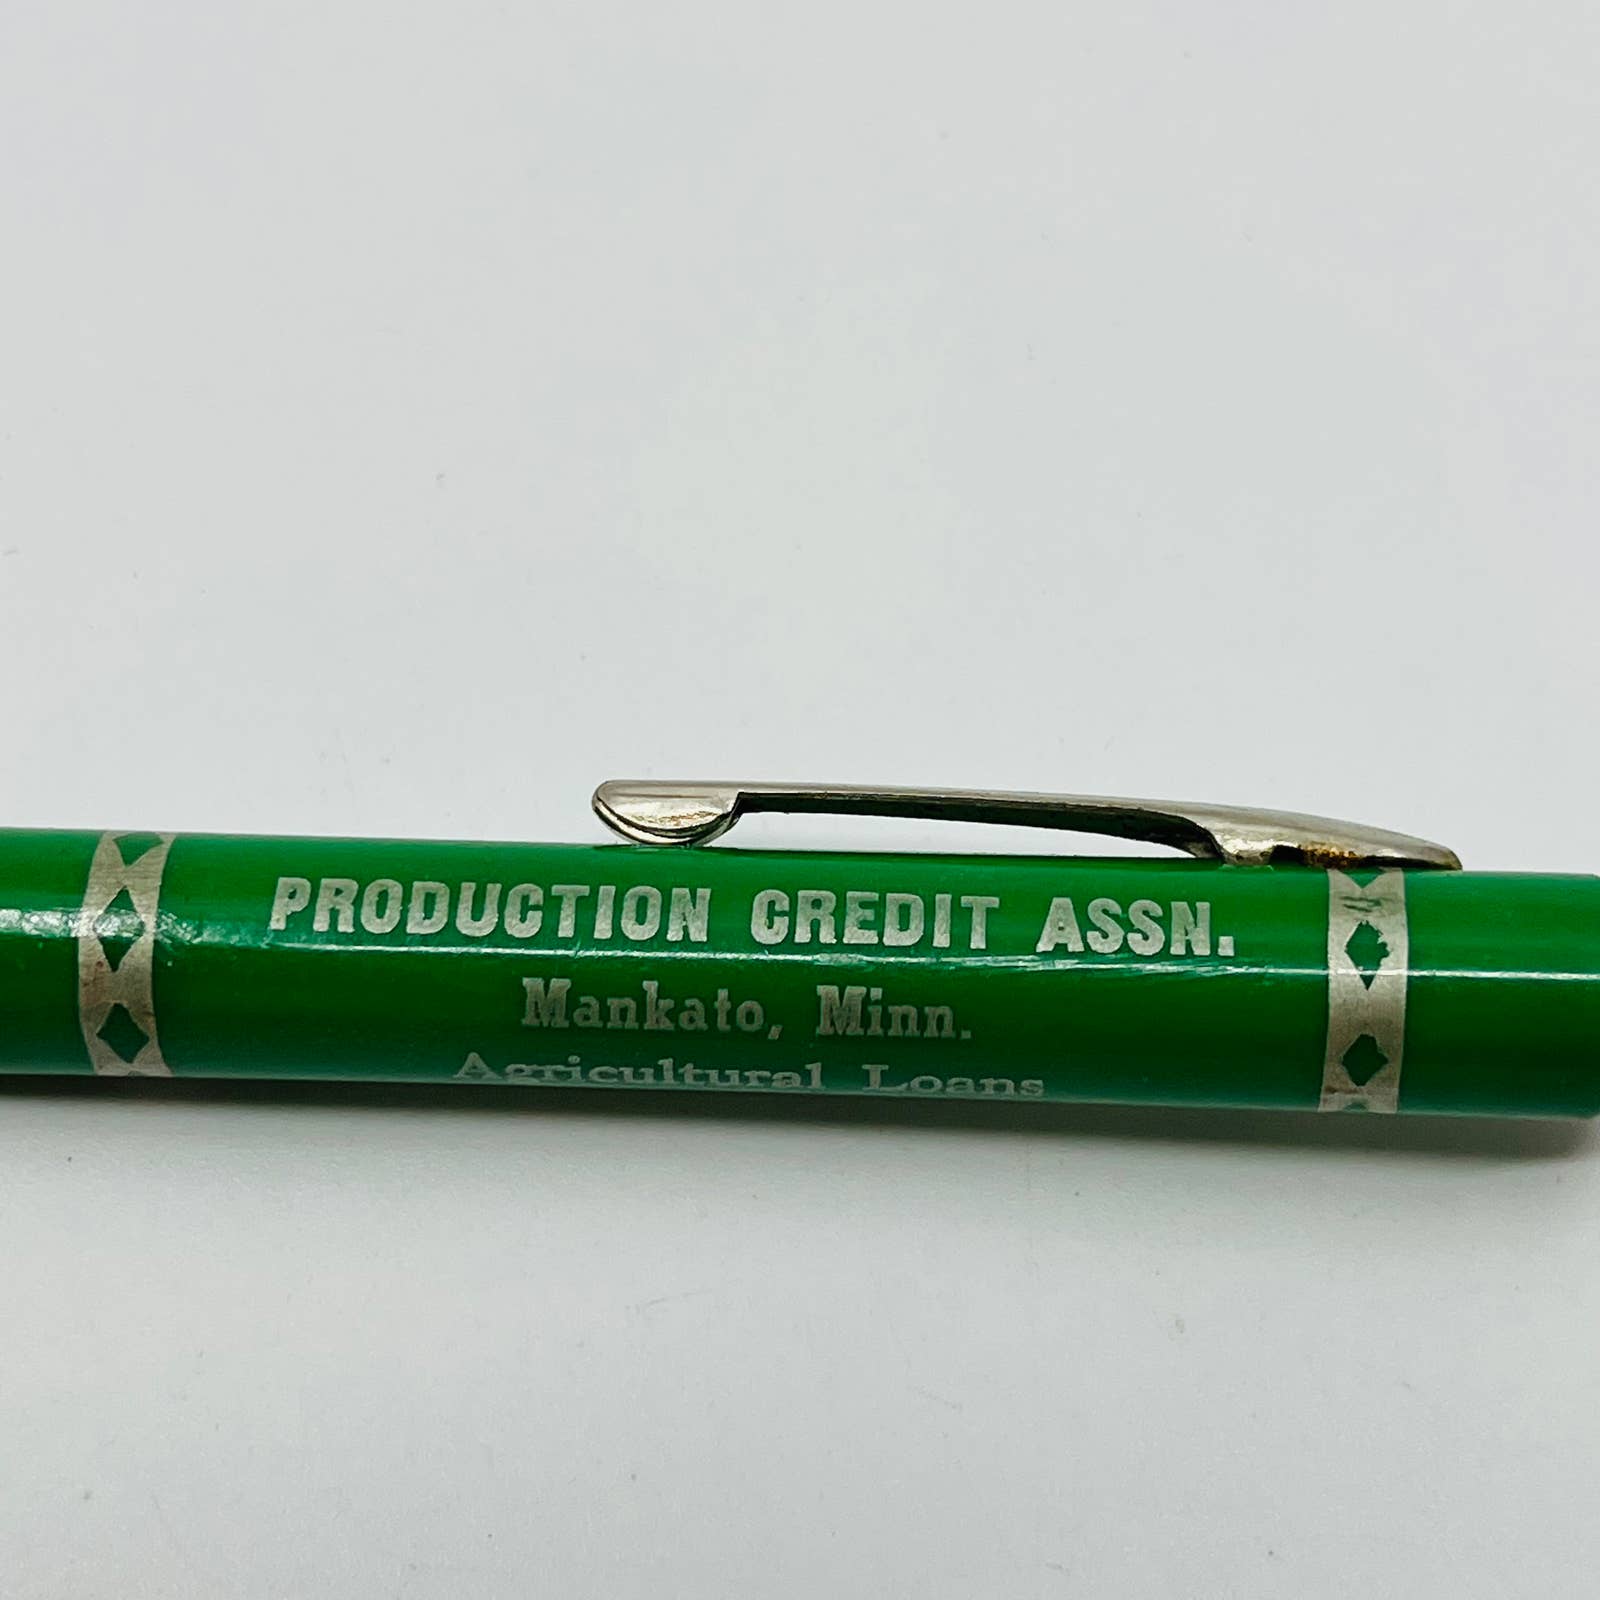 PRODUCTION CREDIT ASSN.
Mankato, Minn.
Agricultural Loans